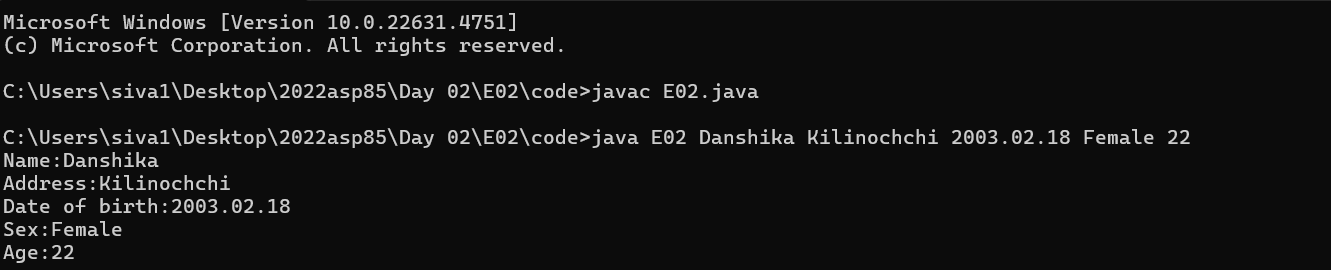 Microsoft Windows [Version 10.0.22631.4751]
(c) Microsoft Corporation. All rights reserved.
C:\Users\siva1\Desktop\2022asp85\Day 02\E02\code>javac E02.java
C:\Users\siva1\Desktop\2022asp85\Day 02\E02\code>java E02 Danshika Kilinochchi 2003.02.18 Female 22
Name:Danshika
Address:Kilinochchi
Date of birth:2003.02.18
Sex:Female
Age:22